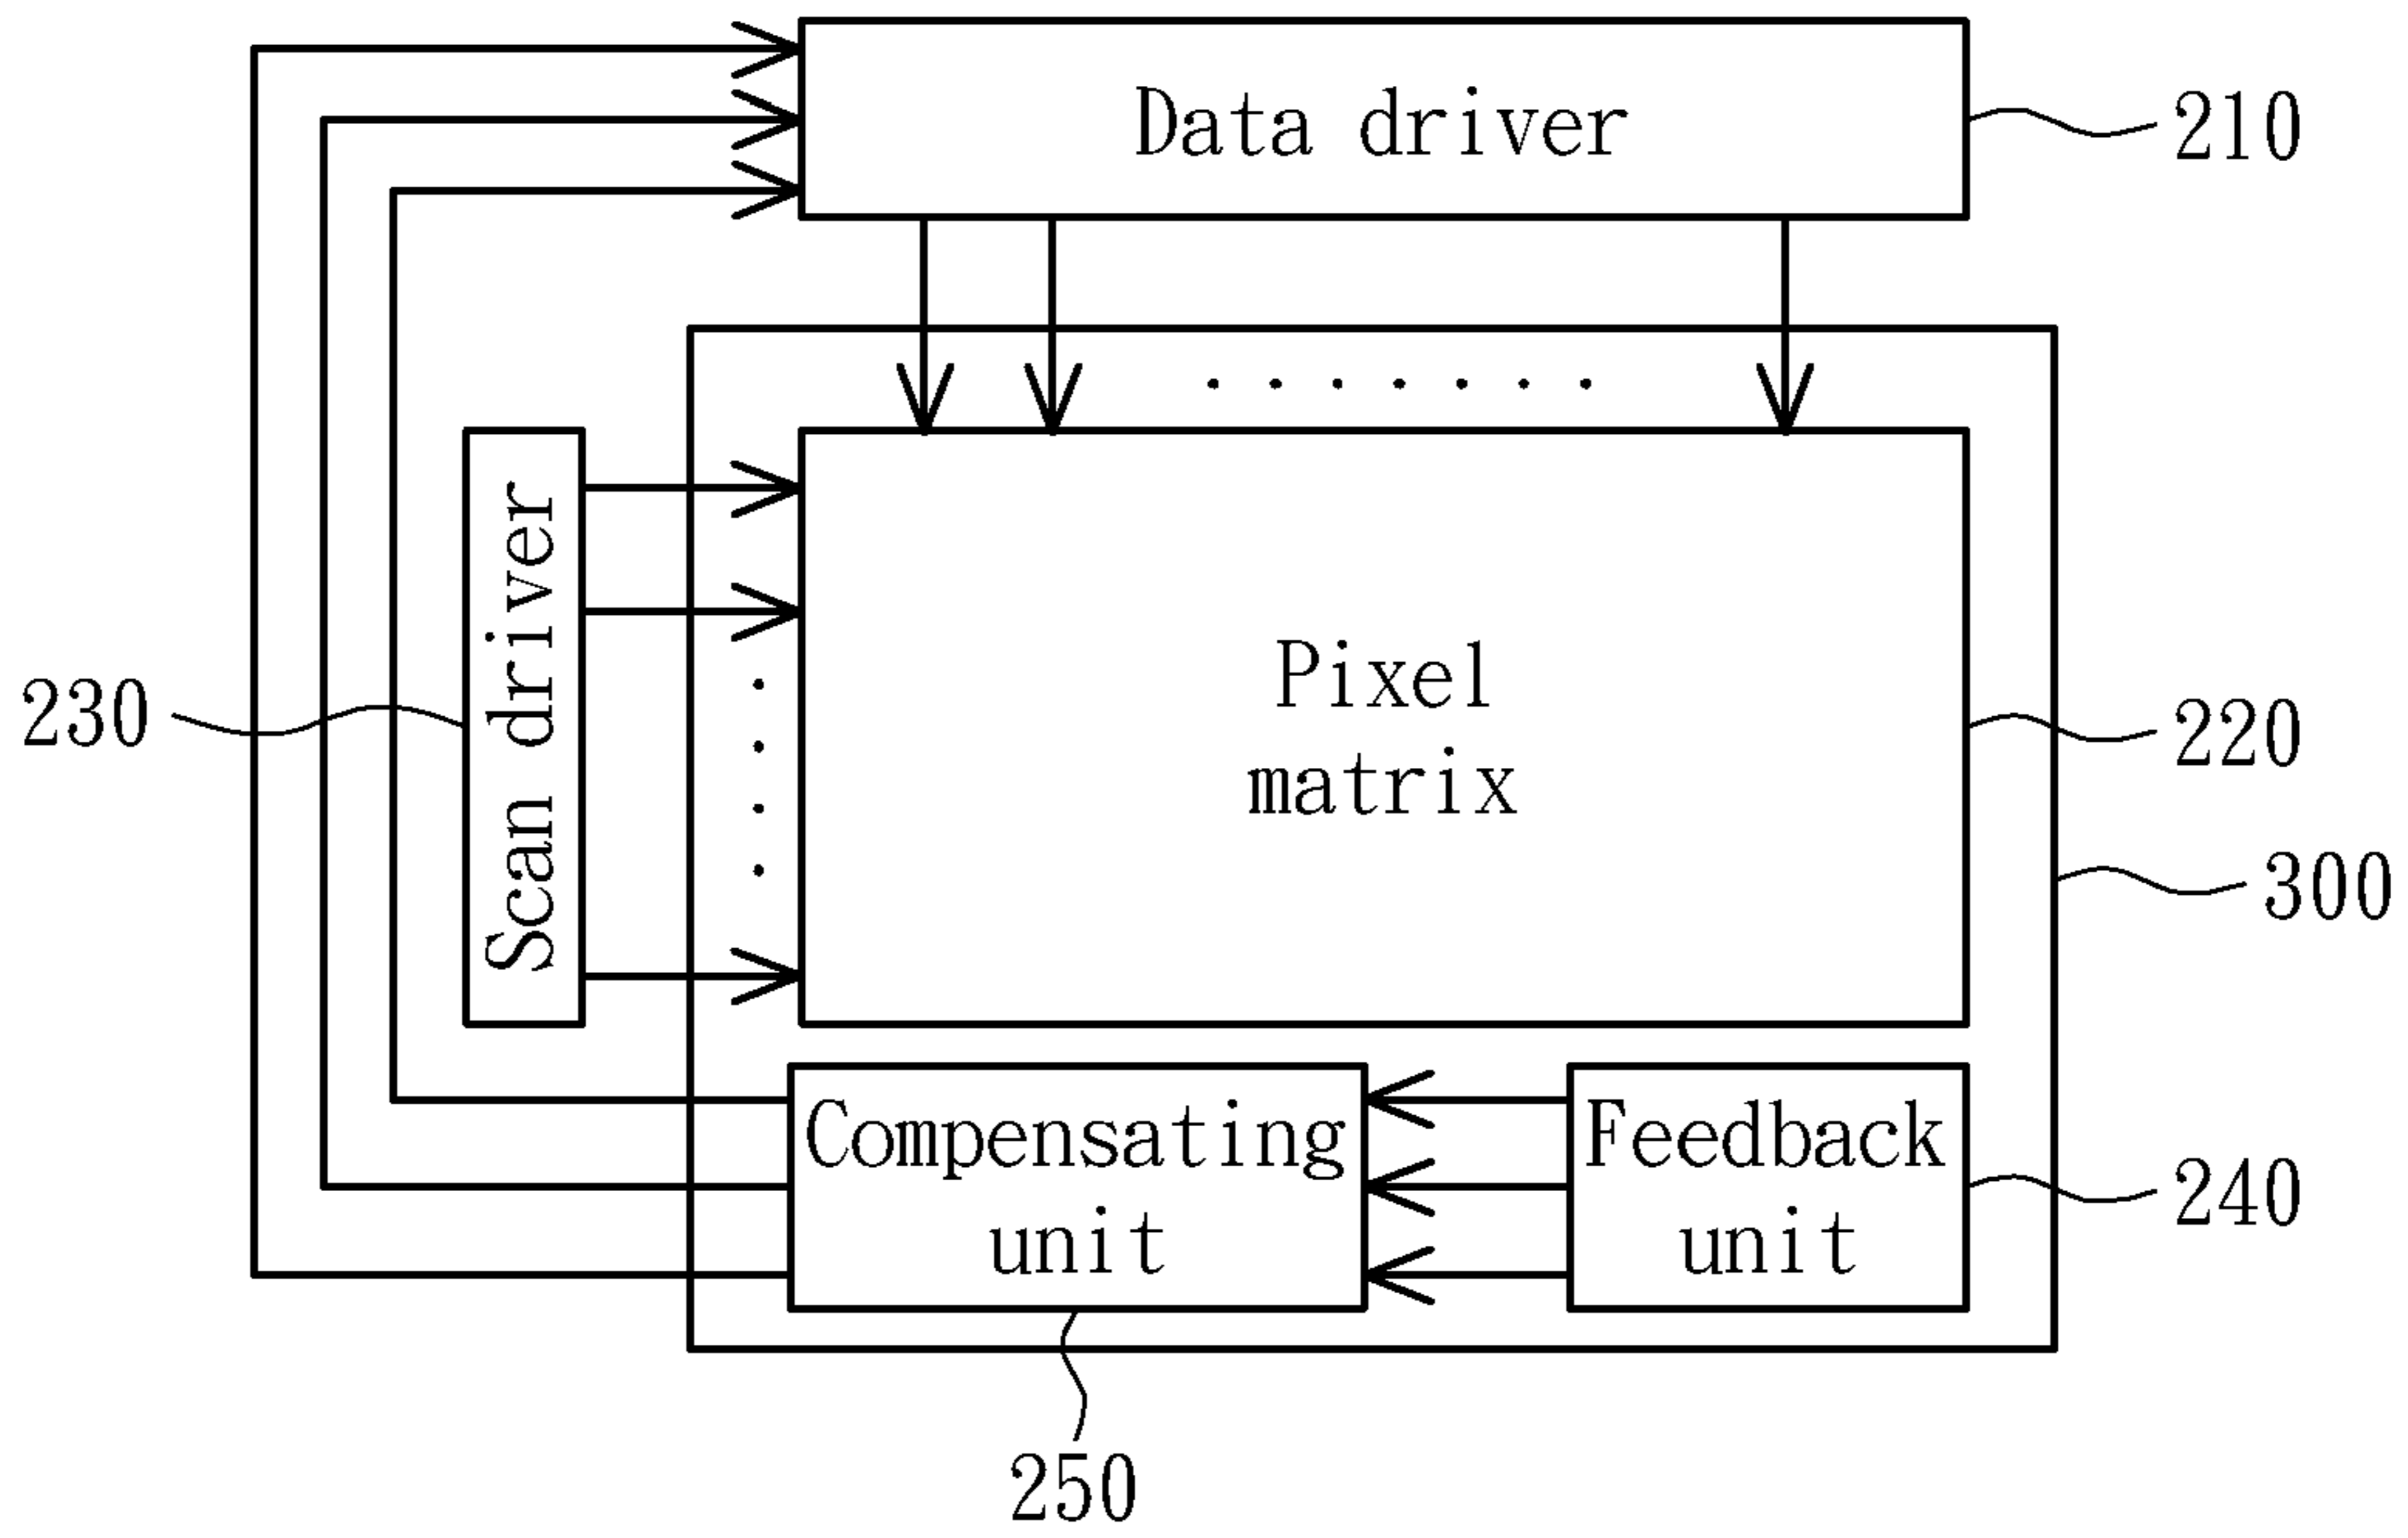 Data driver
210
Scan driver
230
Pixel
matrix
220
300
Compensating
unit
Feedback
unit
240
250